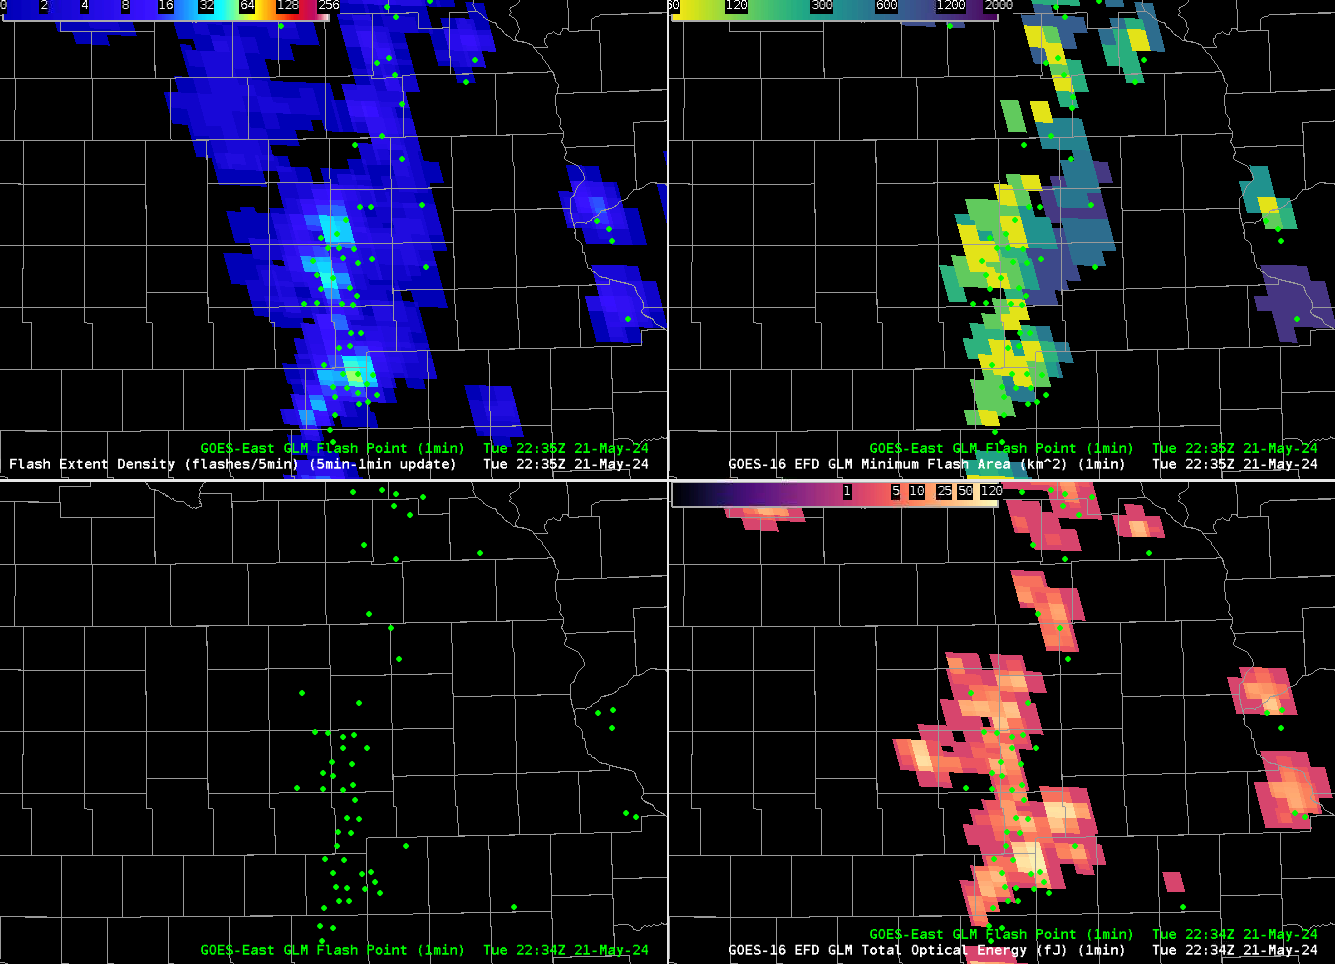 0 2 4 8 16 32 64 128 256
60 120 300 600 1200 2000
GOES-East GLM Flash Point (1min) Tue 22:35Z 21-May-24
Flash Extent Density (flashes/5min) (5min-1min update) Tue 22:35Z 21-May-24
GOES-East GLM Flash Point (1min) Tue 22:35Z 21-May-24
GOES-16 EFD GLM Minimum Flash Area (km^2) (1min) Tue 22:35Z 21-May-24
1 5 10 25 50 120
GOES-East GLM Flash Point (1min) Tue 22:34Z 21-May-24
GOES-East GLM Flash Point (1min) Tue 22:34Z 21-May-24
GOES-16 EFD GLM Total Optical Energy (fJ) (1min) Tue 22:34Z 21-May-24